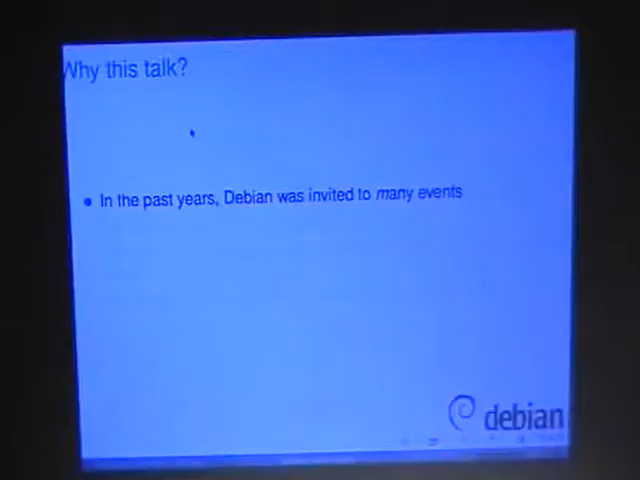 Why this talk?
• In the past years, Debian was invited to many events
debian